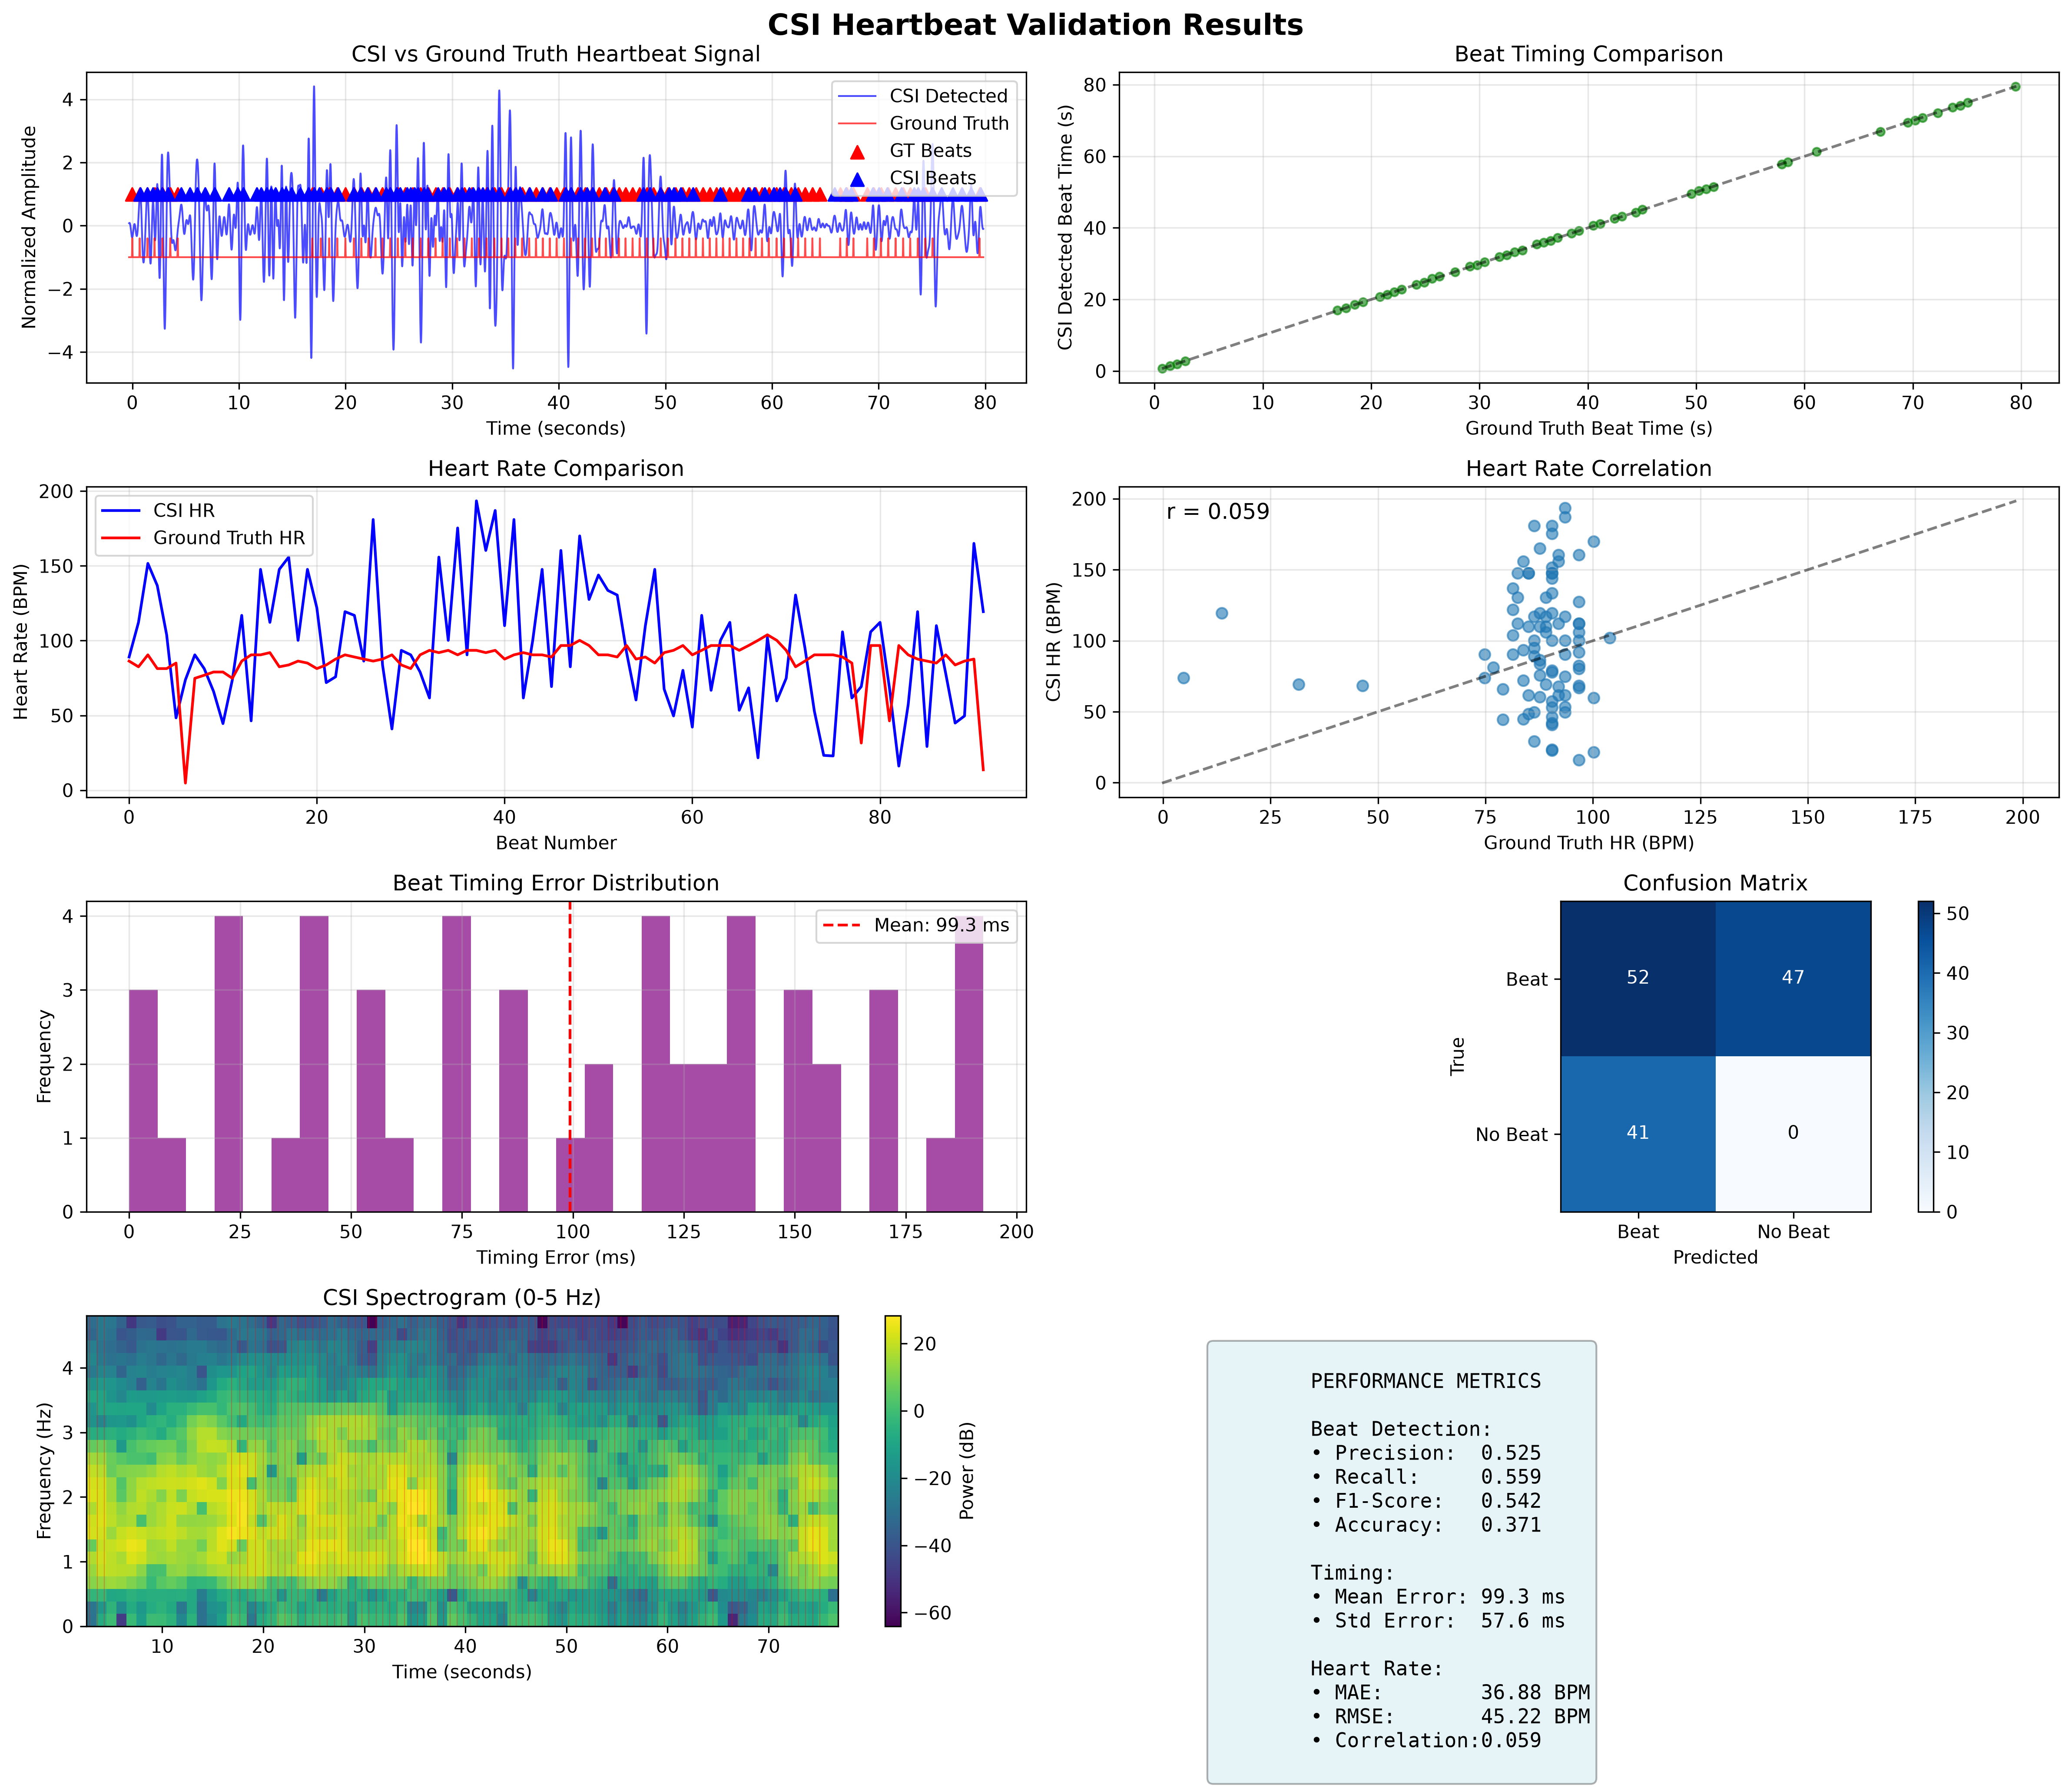 CSI Heartbeat Validation Results
CSI vs Ground Truth Heartbeat Signal
Normalized Amplitude
4
2
0
−2
−4
0 10 20 30 40 50 60 70 80
Time (seconds)
CSI Detected
Ground Truth
GT Beats
CSI Beats
Beat Timing Comparison
CSI Detected Beat Time (s)
80
60
40
20
0
0 10 20 30 40 50 60 70 80
Ground Truth Beat Time (s)
Heart Rate Comparison
Heart Rate (BPM)
200
150
100
50
0
0 20 40 60 80
Beat Number
CSI HR
Ground Truth HR
Heart Rate Correlation
r = 0.059
CSI HR (BPM)
200
150
100
50
0
0 25 50 75 100 125 150 175 200
Ground Truth HR (BPM)
Beat Timing Error Distribution
Frequency
4
3
2
1
0
0 25 50 75 100 125 150 175 200
Timing Error (ms)
Mean: 99.3 ms
Confusion Matrix
True
Beat
No Beat
52 47
41 0
Beat No Beat
Predicted
50
40
30
20
10
0
CSI Spectrogram (0-5 Hz)
Frequency (Hz)
4
3
2
1
0
10 20 30 40 50 60 70
Time (seconds)
20
0
−20
−40
−60
Power (dB)
PERFORMANCE METRICS
Beat Detection:
• Precision: 0.525
• Recall: 0.559
• F1-Score: 0.542
• Accuracy: 0.371
Timing:
• Mean Error: 99.3 ms
• Std Error: 57.6 ms
Heart Rate:
• MAE: 36.88 BPM
• RMSE: 45.22 BPM
• Correlation:0.059